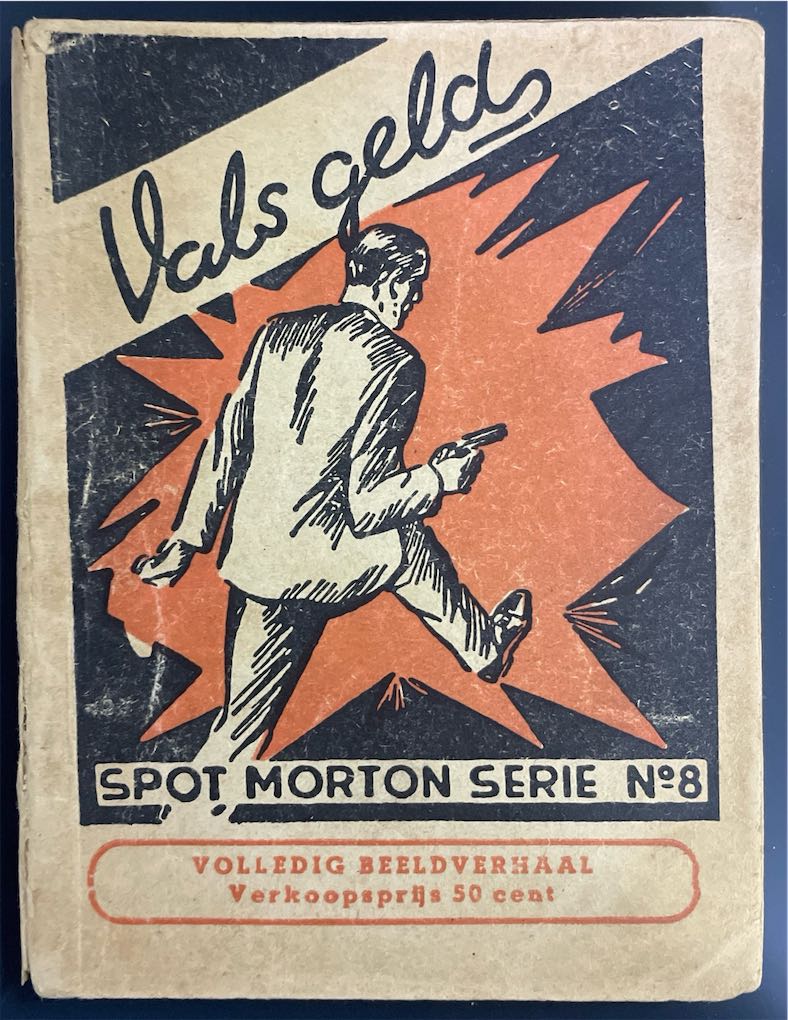 Vals geld
SPOT MORTON SERIE Nº8
VOLLEDIG BEELDVERHAAL
Verkoopsprijs 50 cent